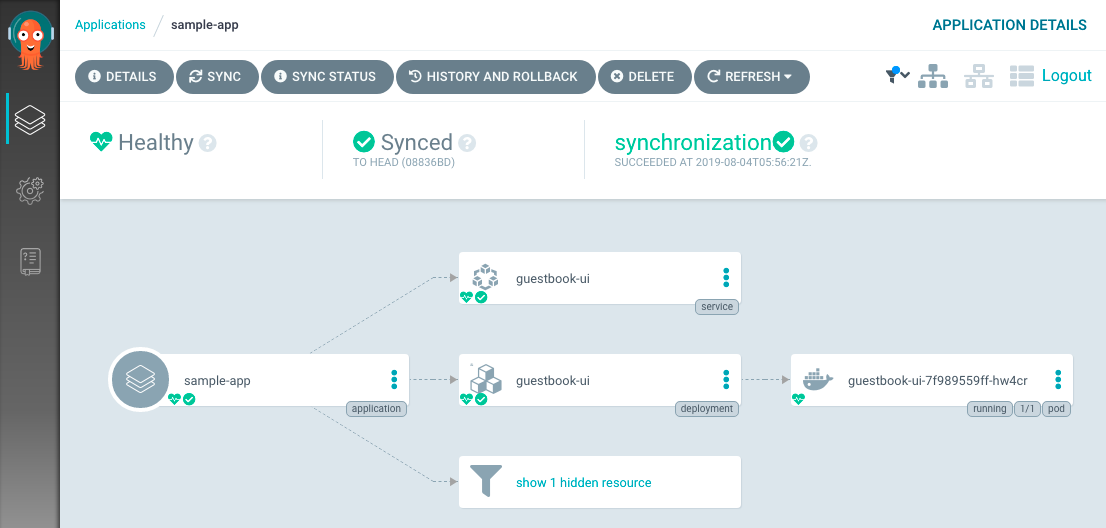 Applications / sample-app
APPLICATION DETAILS
DETAILS
SYNC
SYNC STATUS
HISTORY AND ROLLBACK
DELETE
REFRESH
Logout
Healthy ?
Synced ?
TO HEAD (08836BD)
synchronization ?
SUCCEEDED AT 2019-08-04T05:56:21Z.
guestbook-ui
service
sample-app
application
guestbook-ui
deployment
guestbook-ui-7f989559ff-hw4cr
running 1/1 pod
show 1 hidden resource